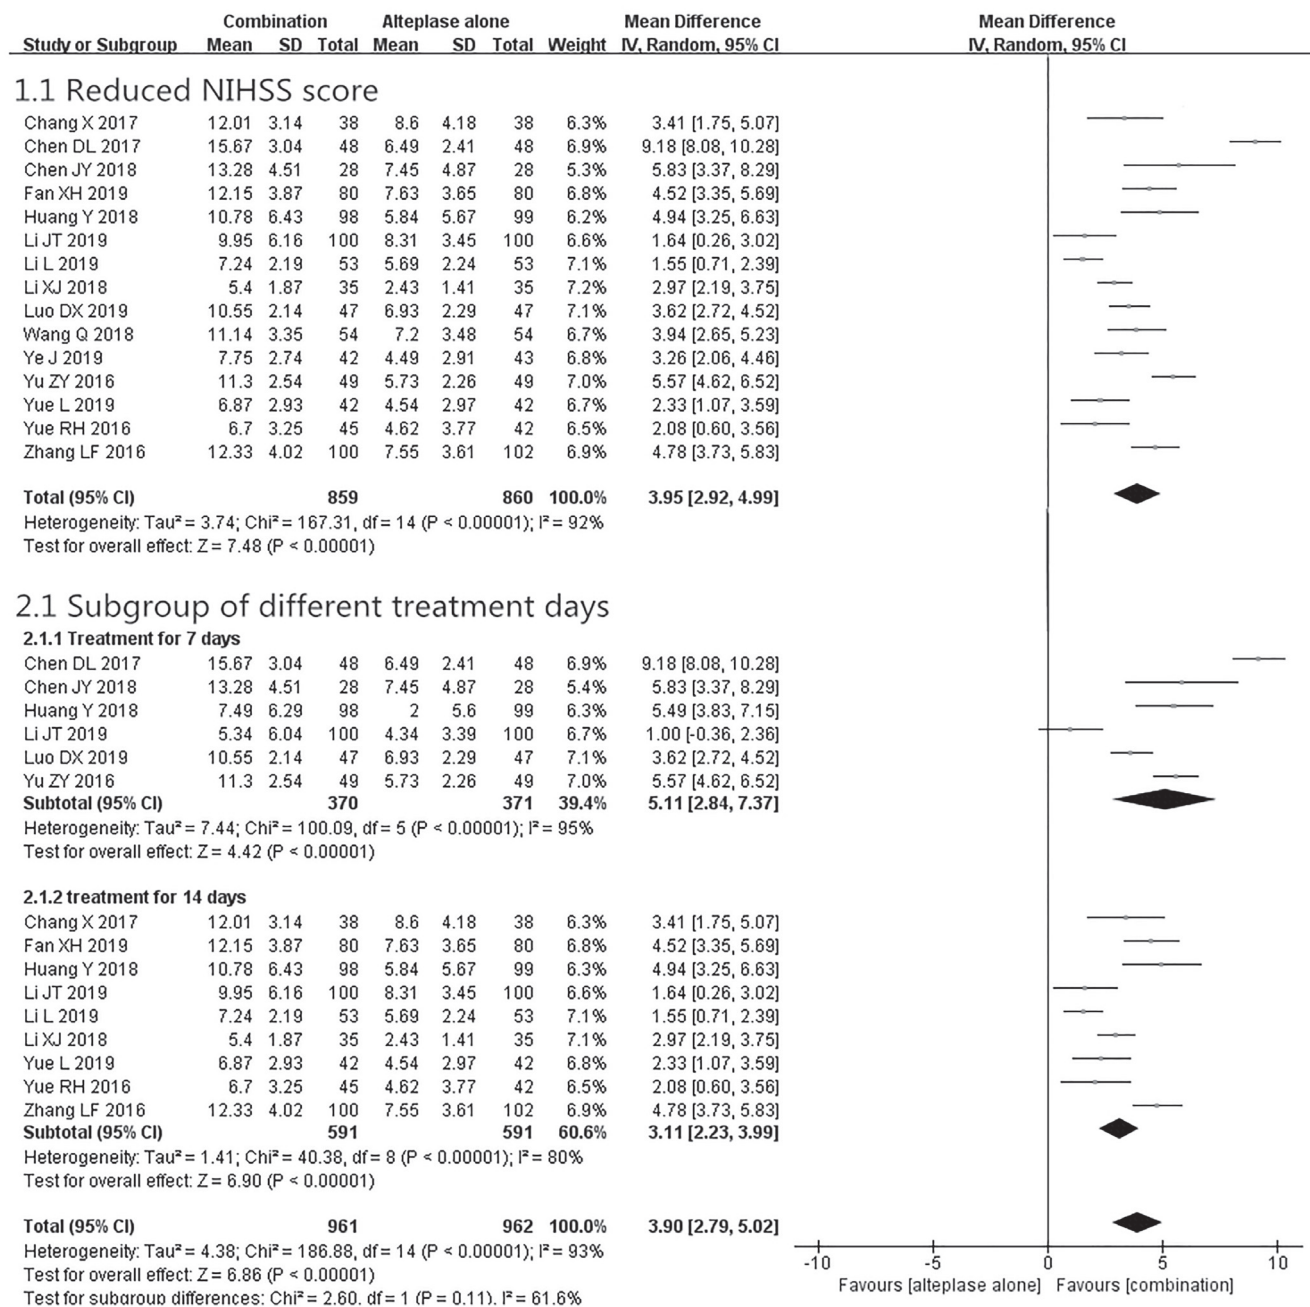 Combination Alteplase alone Mean Difference Mean Difference
Study or Subgroup Mean SD Total Mean SD Total Weight IV, Random, 95% CI IV, Random, 95% CI
1.1 Reduced NIHSS score
Chang X 2017 12.01 3.14 38 8.6 4.18 38 6.3% 3.41 [1.75, 5.07]
Chen DL 2017 15.67 3.04 48 6.49 2.41 48 6.9% 9.18 [8.08, 10.28]
Chen JY 2018 13.28 4.51 28 7.45 4.87 28 5.3% 5.83 [3.37, 8.29]
Fan XH 2019 12.15 3.87 80 7.63 3.65 80 6.8% 4.52 [3.35, 5.69]
Huang Y 2018 10.78 6.43 98 5.84 5.67 99 6.2% 4.94 [3.25, 6.63]
Li JT 2019 9.95 6.16 100 8.31 3.45 100 6.6% 1.64 [0.26, 3.02]
Li L 2019 7.24 2.19 53 5.69 2.24 53 7.1% 1.55 [0.71, 2.39]
Li XJ 2018 5.4 1.87 35 2.43 1.41 35 7.2% 2.97 [2.19, 3.75]
Luo DX 2019 10.55 2.14 47 6.93 2.29 47 7.1% 3.62 [2.72, 4.52]
Wang Q 2018 11.14 3.35 54 7.2 3.48 54 6.7% 3.94 [2.65, 5.23]
Ye J 2019 7.75 2.74 42 4.49 2.91 43 6.8% 3.26 [2.06, 4.46]
Yu ZY 2016 11.3 2.54 49 5.73 2.26 49 7.0% 5.57 [4.62, 6.52]
Yue L 2019 6.87 2.93 42 4.54 2.97 42 6.7% 2.33 [1.07, 3.59]
Yue RH 2016 6.7 3.25 45 4.62 3.77 42 6.5% 2.08 [0.60, 3.56]
Zhang LF 2016 12.33 4.02 100 7.55 3.61 102 6.9% 4.78 [3.73, 5.83]
Total (95% CI) 859 860 100.0% 3.95 [2.92, 4.99]
Heterogeneity: Tau² = 3.74; Chi² = 167.31, df = 14 (P < 0.00001); I² = 92%
Test for overall effect: Z = 7.48 (P < 0.00001)
2.1 Subgroup of different treatment days
2.1.1 Treatment for 7 days
Chen DL 2017 15.67 3.04 48 6.49 2.41 48 6.9% 9.18 [8.08, 10.28]
Chen JY 2018 13.28 4.51 28 7.45 4.87 28 5.4% 5.83 [3.37, 8.29]
Huang Y 2018 7.49 6.29 98 2 5.6 99 6.3% 5.49 [3.83, 7.15]
Li JT 2019 5.34 6.04 100 4.34 3.39 100 6.7% 1.00 [-0.36, 2.36]
Luo DX 2019 10.55 2.14 47 6.93 2.29 47 7.1% 3.62 [2.72, 4.52]
Yu ZY 2016 11.3 2.54 49 5.73 2.26 49 7.0% 5.57 [4.62, 6.52]
Subtotal (95% CI) 370 371 39.4% 5.11 [2.84, 7.37]
Heterogeneity: Tau² = 7.44; Chi² = 100.09, df = 5 (P < 0.00001); I² = 95%
Test for overall effect: Z = 4.42 (P < 0.00001)
2.1.2 treatment for 14 days
Chang X 2017 12.01 3.14 38 8.6 4.18 38 6.3% 3.41 [1.75, 5.07]
Fan XH 2019 12.15 3.87 80 7.63 3.65 80 6.8% 4.52 [3.35, 5.69]
Huang Y 2018 10.78 6.43 98 5.84 5.67 99 6.3% 4.94 [3.25, 6.63]
Li JT 2019 9.95 6.16 100 8.31 3.45 100 6.6% 1.64 [0.26, 3.02]
Li L 2019 7.24 2.19 53 5.69 2.24 53 7.1% 1.55 [0.71, 2.39]
Li XJ 2018 5.4 1.87 35 2.43 1.41 35 7.1% 2.97 [2.19, 3.75]
Yue L 2019 6.87 2.93 42 4.54 2.97 42 6.8% 2.33 [1.07, 3.59]
Yue RH 2016 6.7 3.25 45 4.62 3.77 42 6.5% 2.08 [0.60, 3.56]
Zhang LF 2016 12.33 4.02 100 7.55 3.61 102 6.9% 4.78 [3.73, 5.83]
Subtotal (95% CI) 591 591 60.6% 3.11 [2.23, 3.99]
Heterogeneity: Tau² = 1.41; Chi² = 40.38, df = 8 (P < 0.00001); I² = 80%
Test for overall effect: Z = 6.90 (P < 0.00001)
Total (95% CI) 961 962 100.0% 3.90 [2.79, 5.02]
Heterogeneity: Tau² = 4.38; Chi² = 186.88, df = 14 (P < 0.00001); I² = 93%
Test for overall effect: Z = 6.86 (P < 0.00001)
Test for subgroup differences: Chi² = 2.60, df = 1 (P = 0.11), I² = 61.6%
-10 -5 0 5 10
Favours [alteplase alone] Favours [combination]